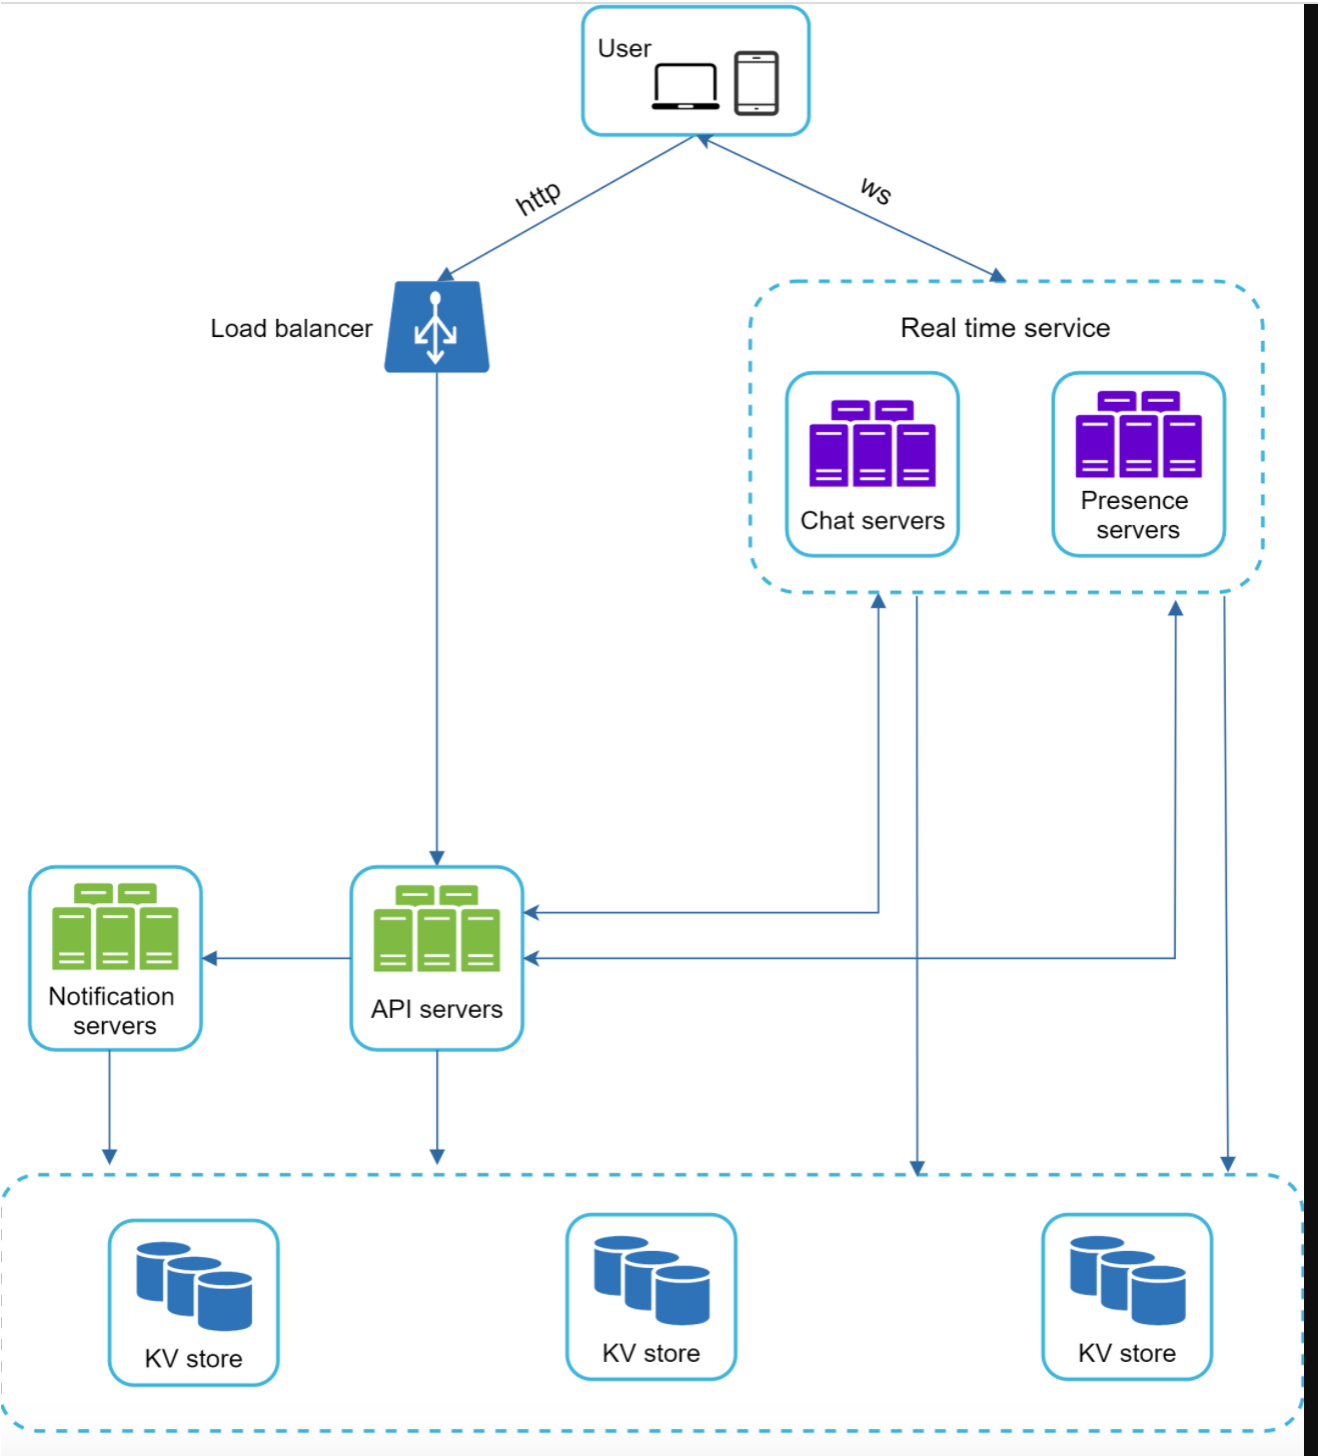 User
http
ws
Load balancer
Real time service
Chat servers
Presence
servers
Notification
servers
API servers
KV store
KV store
KV store